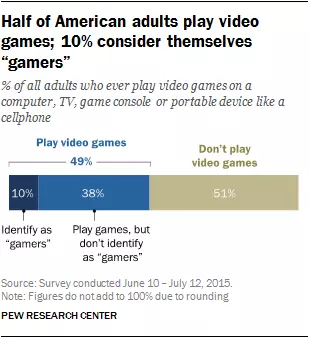 Half of American adults play video
games; 10% consider themselves
“gamers”
% of all adults who ever play video games on a
computer, TV, game console or portable device like a
cellphone
Play video games
49%
Don't play
video games
10%
38%
51%
Identify as
“gamers”
Play games, but
don't identify
as “gamers”
Source: Survey conducted June 10 – July 12, 2015.
Note: Figures do not add to 100% due to rounding
PEW RESEARCH CENTER